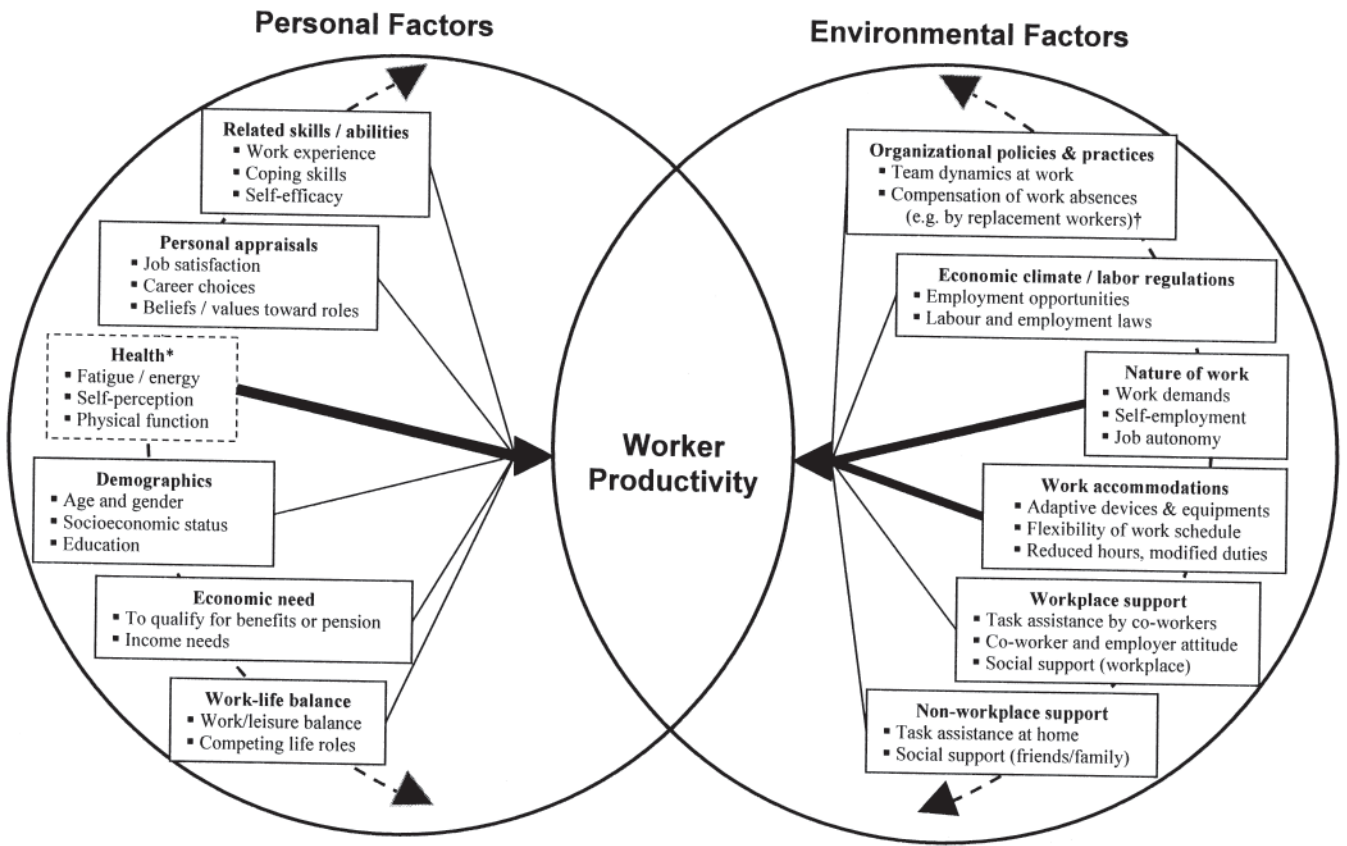 Personal Factors
Related skills / abilities
▪ Work experience
▪ Coping skills
▪ Self-efficacy
Personal appraisals
▪ Job satisfaction
▪ Career choices
▪ Beliefs / values toward roles
Health*
▪ Fatigue / energy
▪ Self-perception
▪ Physical function
Demographics
▪ Age and gender
▪ Socioeconomic status
▪ Education
Economic need
▪ To qualify for benefits or pension
▪ Income needs
Work-life balance
▪ Work/leisure balance
▪ Competing life roles
Worker
Productivity
Environmental Factors
Organizational policies & practices
▪ Team dynamics at work
▪ Compensation of work absences
(e.g. by replacement workers)†
Economic climate / labor regulations
▪ Employment opportunities
▪ Labour and employment laws
Nature of work
▪ Work demands
▪ Self-employment
▪ Job autonomy
Work accommodations
▪ Adaptive devices & equipments
▪ Flexibility of work schedule
▪ Reduced hours, modified duties
Workplace support
▪ Task assistance by co-workers
▪ Co-worker and employer attitude
▪ Social support (workplace)
Non-workplace support
▪ Task assistance at home
▪ Social support (friends/family)